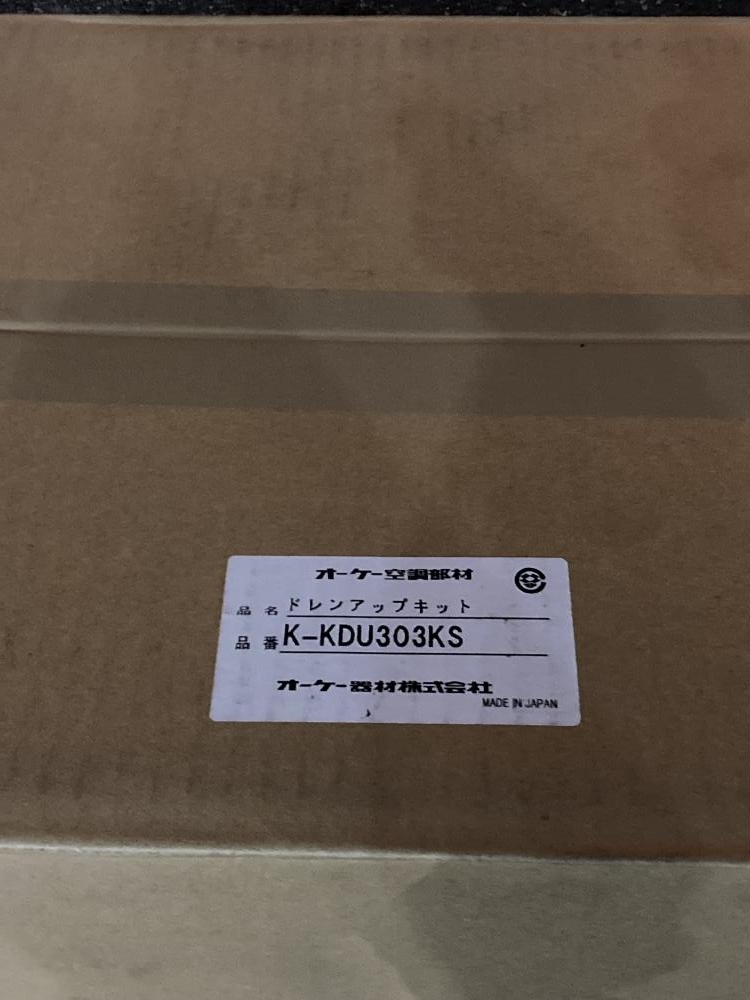 オーケー空調部材
品名 ドレンアップキット
品番 K-KDU303KS
オーケー器材株式会社
MADE IN JAPAN